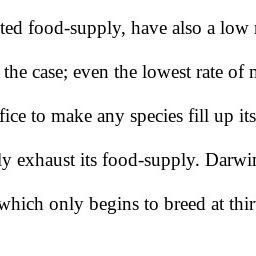 ted food-supply, have also a low
the case; even the lowest rate of
fice to make any species fill up its
ly exhaust its food-supply. Darwin
which only begins to breed at thir